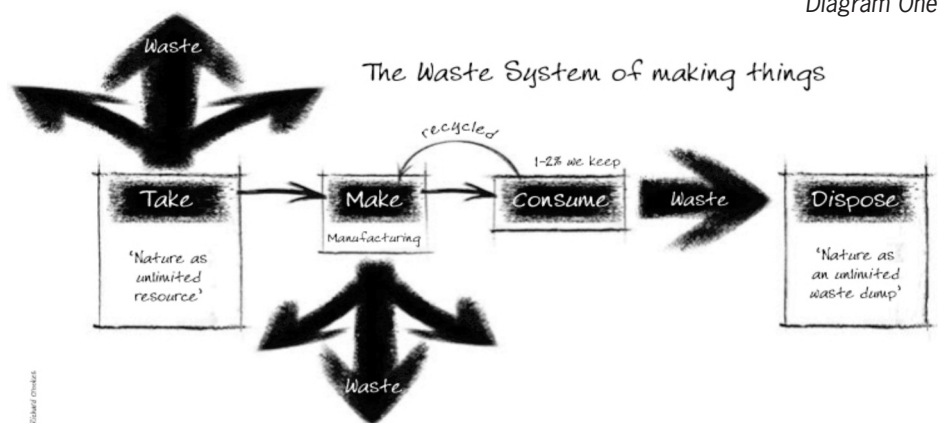 Diagram One
Waste
The Waste System of making things
recycled
1-2% we keep
Take
Make
Consume
Waste
Dispose
Manufacturing
'Nature as
unlimited
resource'
'Nature as
an unlimited
waste dump'
Waste